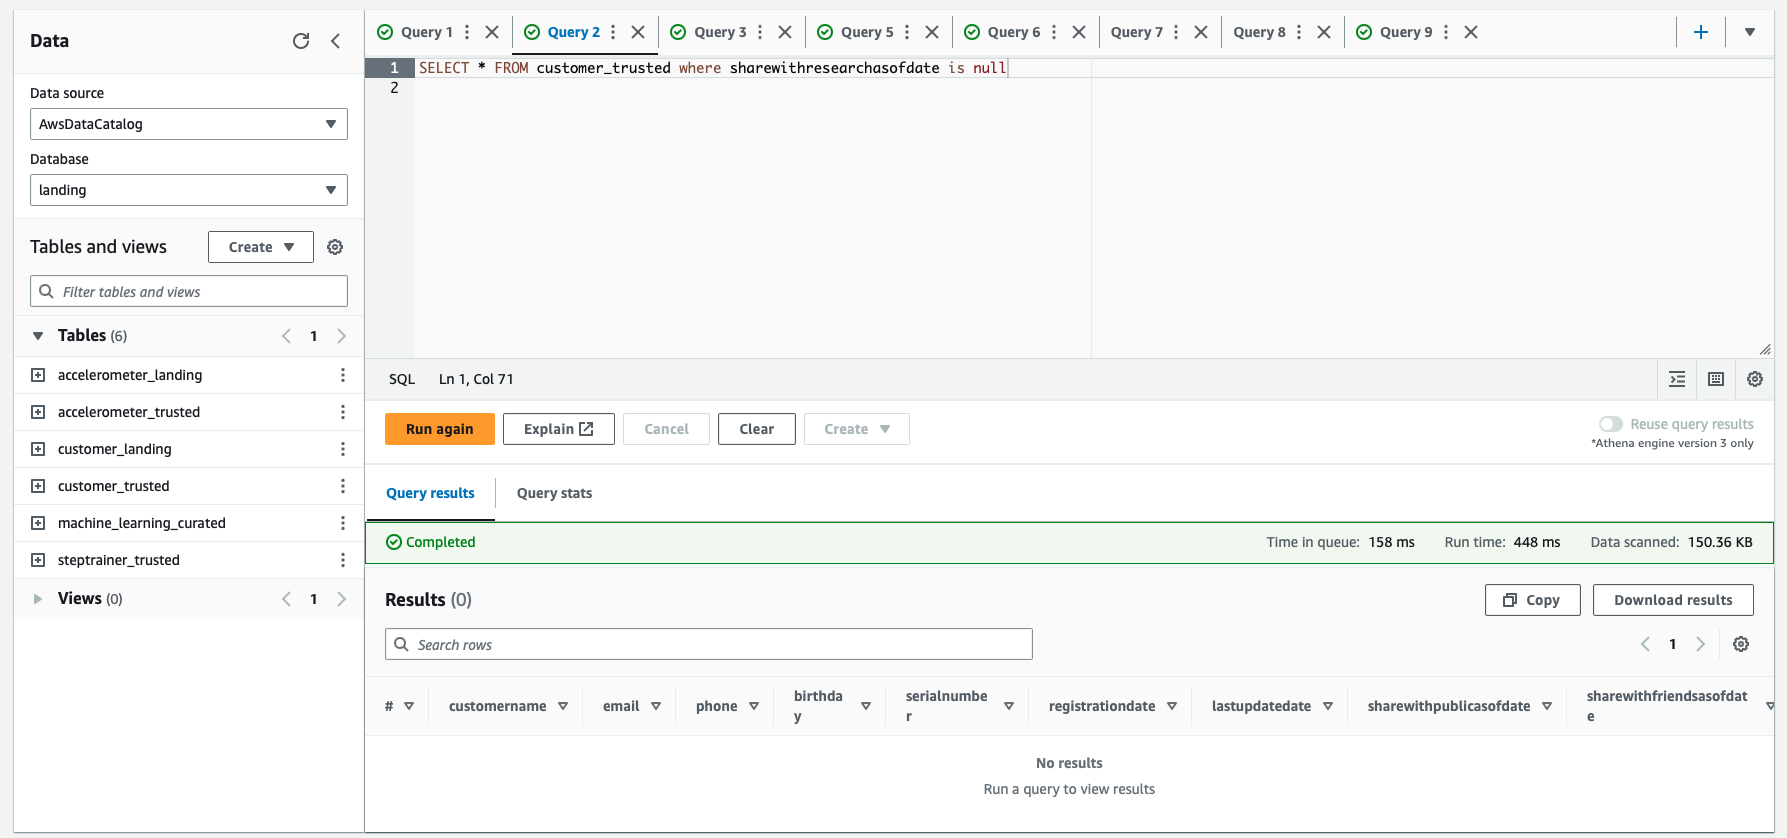 Data
Data source
AwsDataCatalog
Database
landing
Tables and views
Create
Filter tables and views
Tables (6)
1
accelerometer_landing
accelerometer_trusted
customer_landing
customer_trusted
machine_learning_curated
steptrainer_trusted
Views (0)
1
Query 1
Query 2
Query 3
Query 5
Query 6
Query 7
Query 8
Query 9
1 SELECT * FROM customer_trusted where sharewithresearchasofdate is null
2
SQL Ln 1, Col 71
Run again
Explain
Cancel
Clear
Create
Reuse query results
*Athena engine version 3 only
Query results
Query stats
Completed
Time in queue: 158 ms Run time: 448 ms Data scanned: 150.36 KB
Results (0)
Copy
Download results
Search rows
1
#
customername
email
phone
birthda
y
serialnumbe
r
registrationdate
lastupdatedate
sharewithpublicasofdate
sharewithfriendsasofdat
e
No results
Run a query to view results